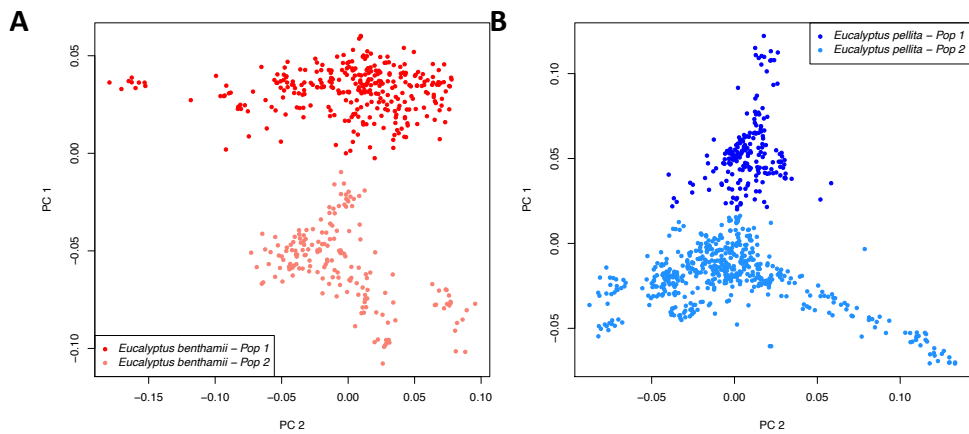 A
PC 1
0.05
0.00
−0.05
−0.10
Eucalyptus benthamii – Pop 1
Eucalyptus benthamii – Pop 2
−0.15
−0.10
−0.05
0.00
0.05
0.10
PC 2
B
PC 1
0.10
0.05
0.00
−0.05
Eucalyptus pellita – Pop 1
Eucalyptus pellita – Pop 2
−0.05
0.00
0.05
0.10
PC 2